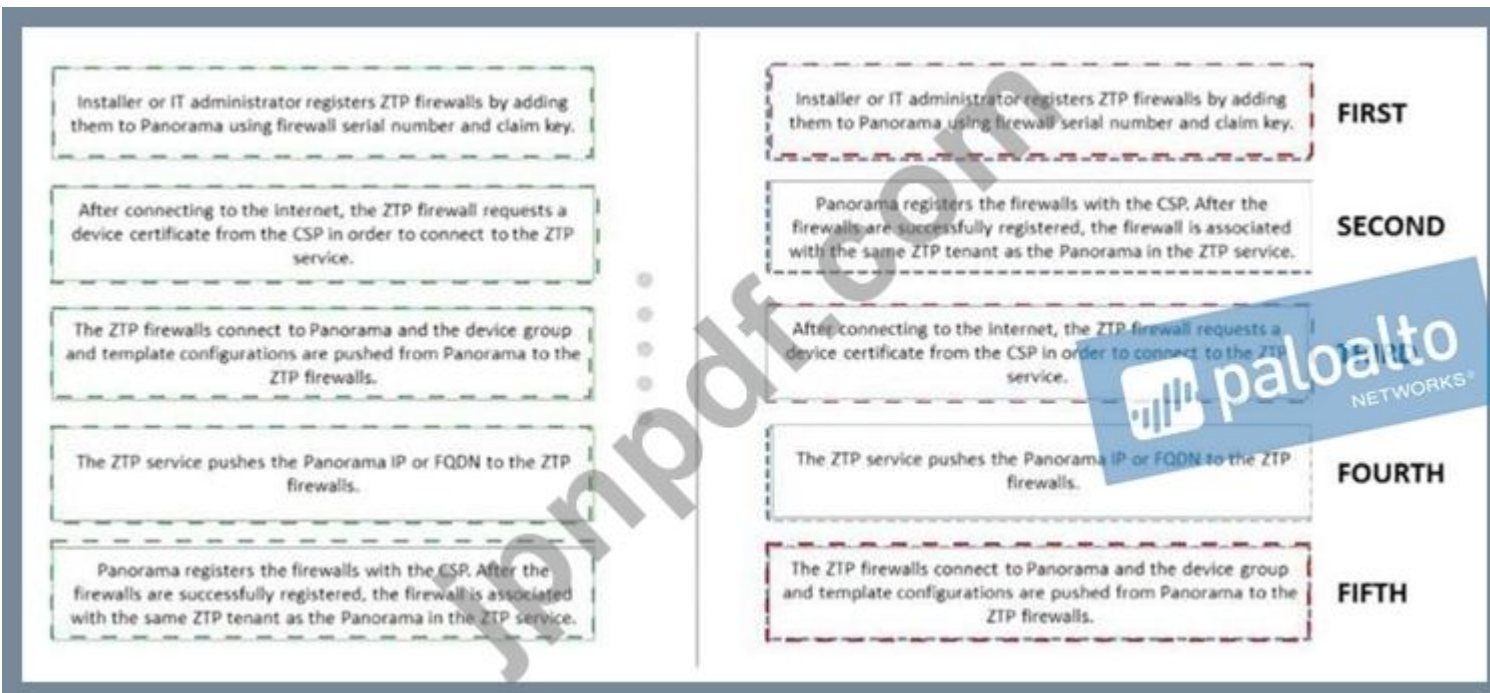 Installer or IT administrator registers ZTP firewalls by adding
them to Panorama using firewall serial number and claim key.
After connecting to the internet, the ZTP firewall requests a
device certificate from the CSP in order to connect to the ZTP
service.
The ZTP firewalls connect to Panorama and the device group
and template configurations are pushed from Panorama to the
ZTP firewalls.
The ZTP service pushes the Panorama IP or FQDN to the ZTP
firewalls.
Panorama registers the firewalls with the CSP. After the
firewalls are successfully registered, the firewall is associated
with the same ZTP tenant as the Panorama in the ZTP service.
Installer or IT administrator registers ZTP firewalls by adding
them to Panorama using firewall serial number and claim key.
FIRST
Panorama registers the firewalls with the CSP. After the
firewalls are successfully registered, the firewall is associated
with the same ZTP tenant as the Panorama in the ZTP service.
SECOND
After connecting to the internet, the ZTP firewall requests a
device certificate from the CSP in order to connect to the ZTP
service.
THIRD
The ZTP service pushes the Panorama IP or FQDN to the ZTP
firewalls.
FOURTH
The ZTP firewalls connect to Panorama and the device group
and template configurations are pushed from Panorama to the
ZTP firewalls.
FIFTH
jpnpdf.com
paloalto
NETWORKS®